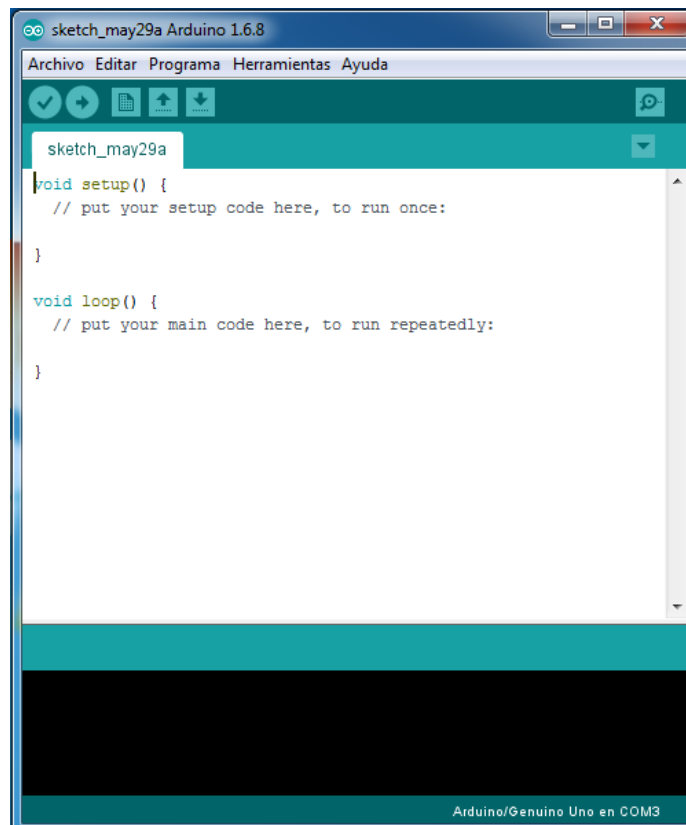 sketch_may29a Arduino 1.6.8
Archivo Editar Programa Herramientas Ayuda
sketch_may29a
void setup() {
  // put your setup code here, to run once:
}
void loop() {
  // put your main code here, to run repeatedly:
}
Arduino/Genuino Uno en COM3